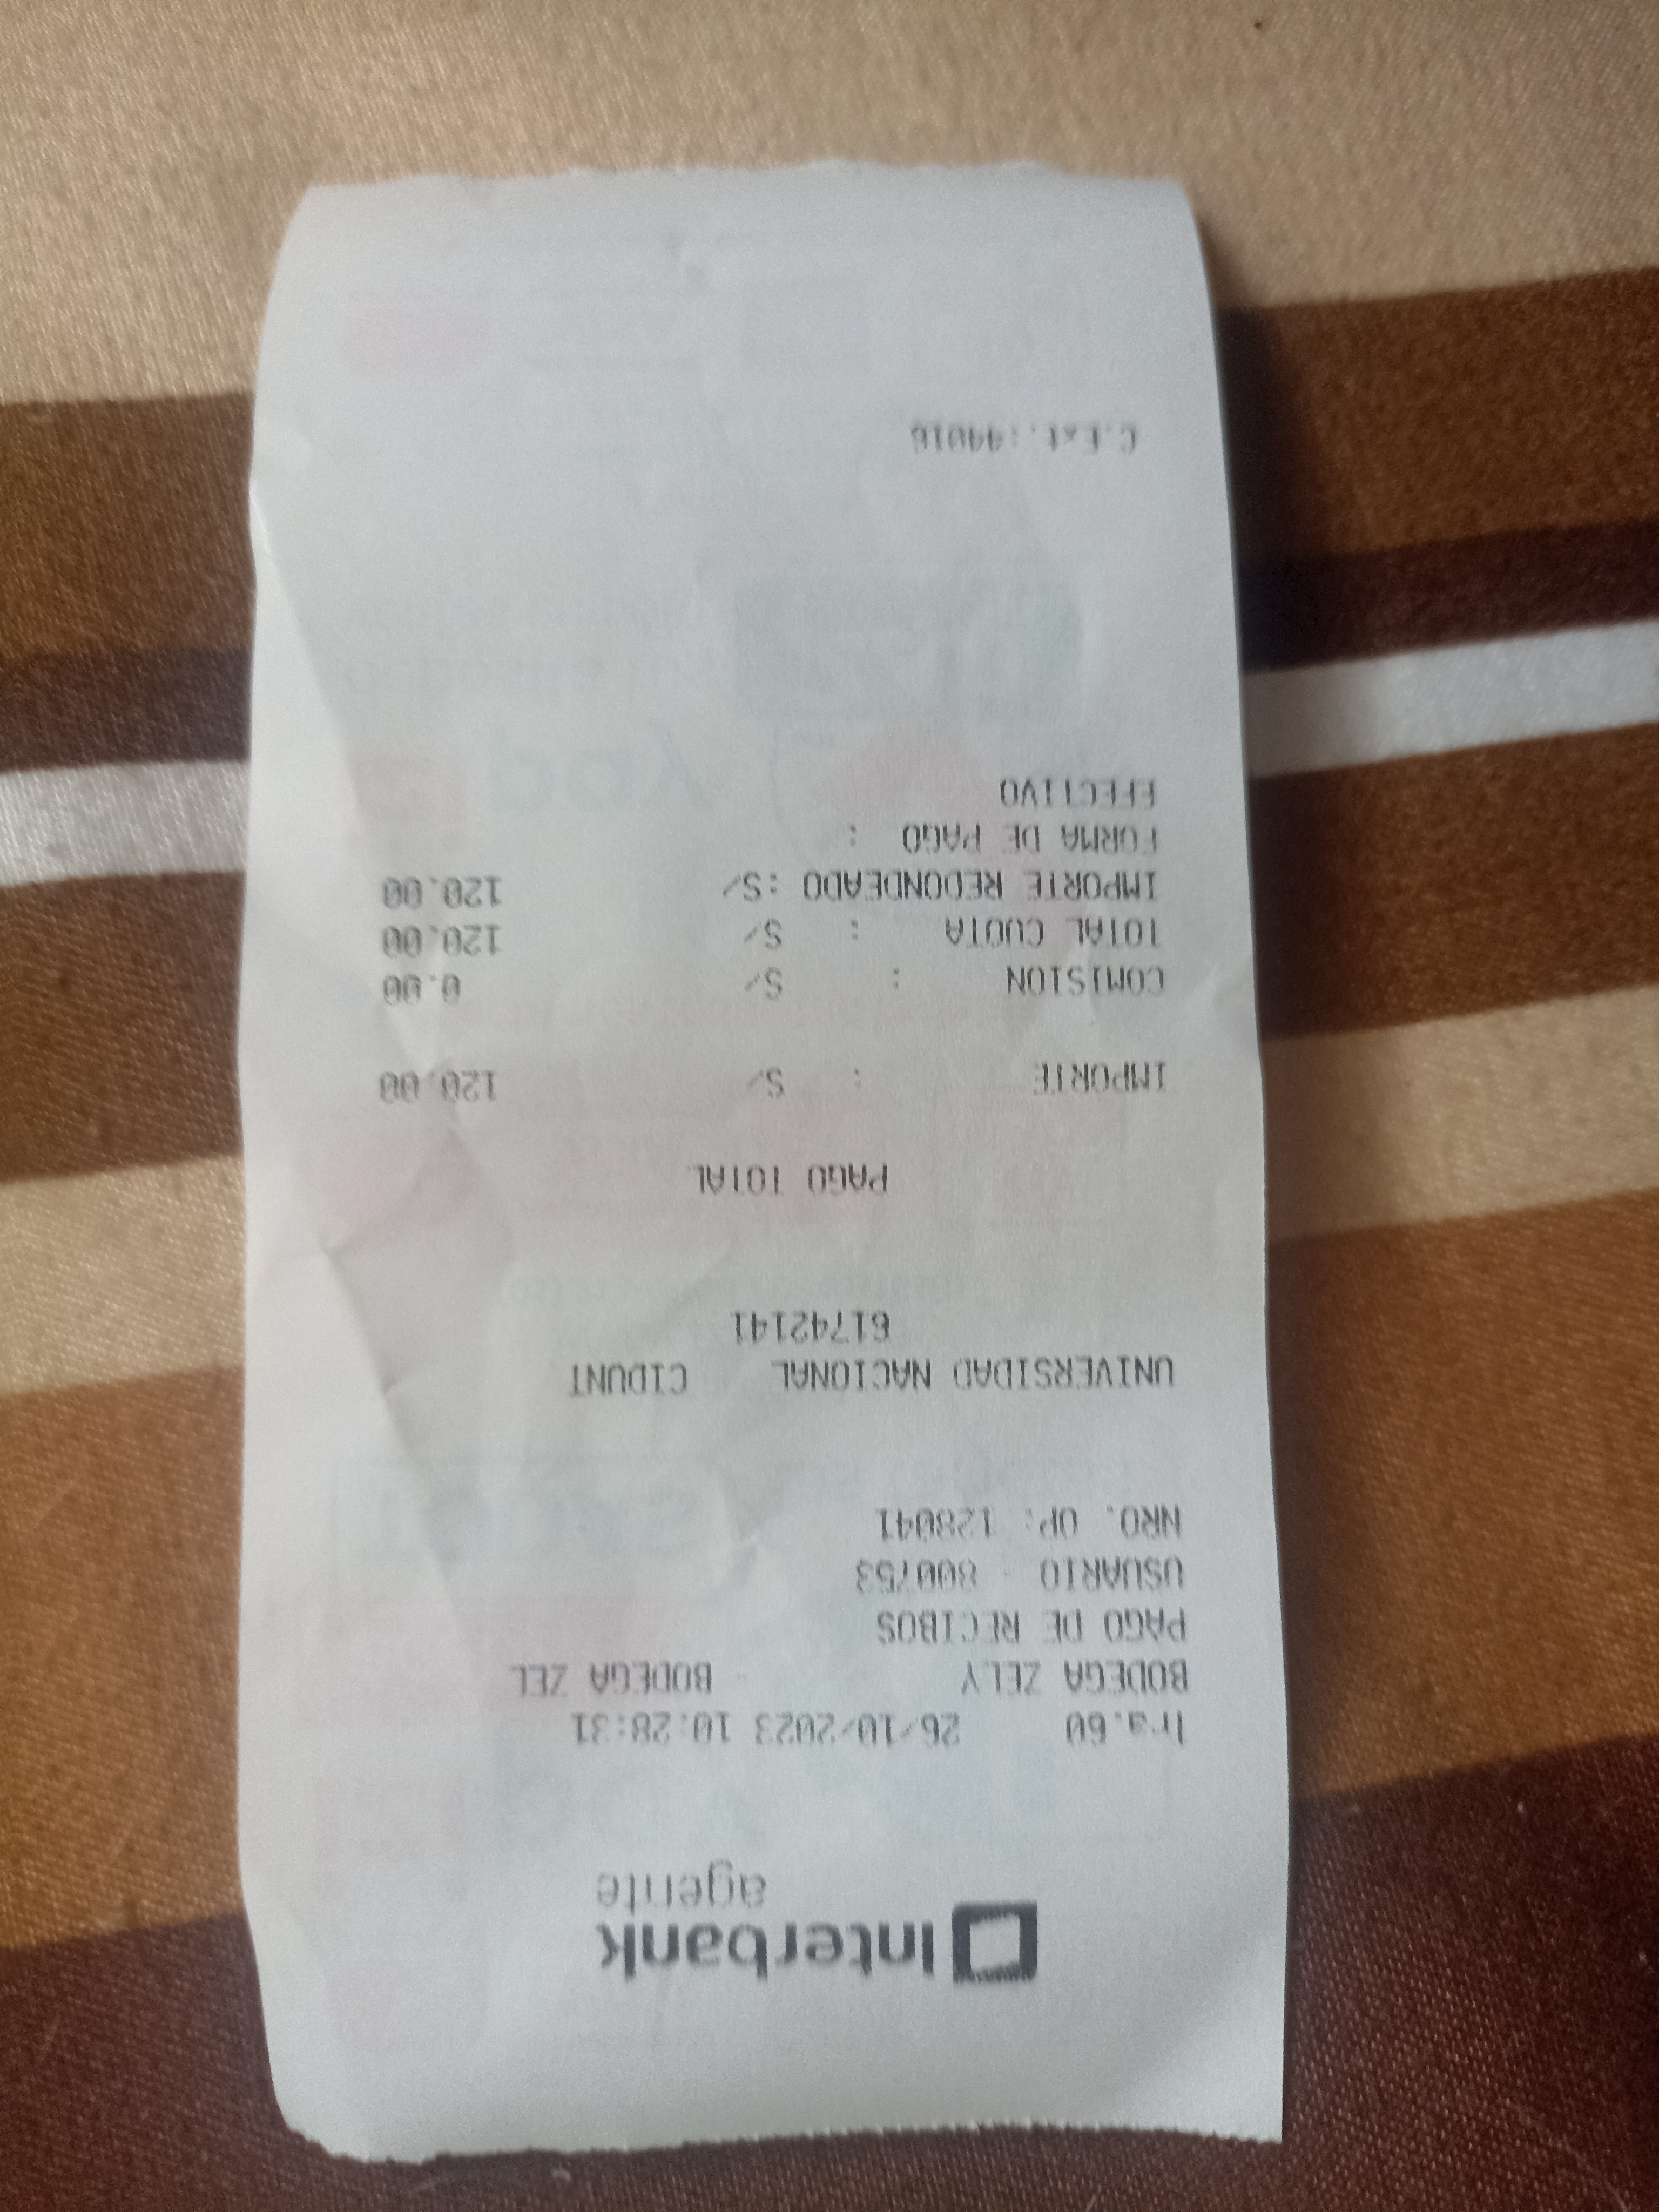 Interbank
agente
Tra.60 26/10/2023 10:28:31
BODEGA ZELY - BODEGA ZEL
PAGO DE RECIBOS
USUARIO - 800753
NRO. OP: 128041
UNIVERSIDAD NACIONAL CIDUNT
61742141
PAGO TOTAL
IMPORTE : S/ 120.00
COMISION : S/ 0.00
TOTAL CUOTA : S/ 120.00
IMPORTE REDONDEADO :S/ 120.00
FORMA DE PAGO :
EFECTIVO
C.Ext.:44016